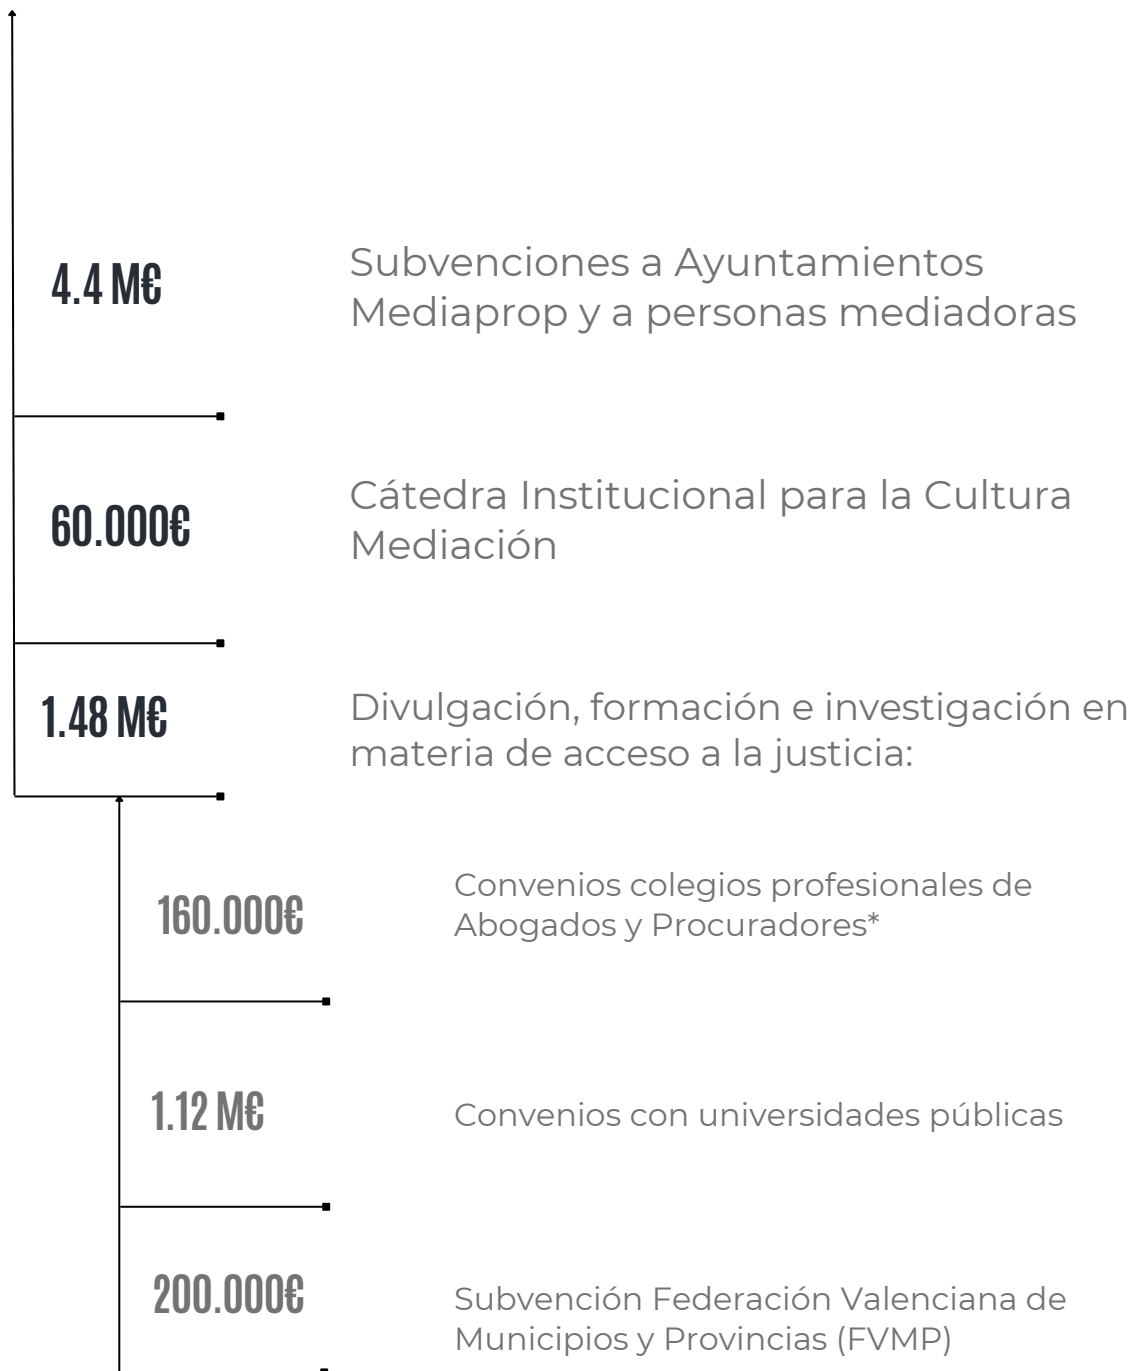 4.4 M€
Subvenciones a Ayuntamientos
Mediaprop y a personas mediadoras
60.000€
Cátedra Institucional para la Cultura
Mediación
1.48 M€
Divulgación, formación e investigación en
materia de acceso a la justicia:
160.000€
Convenios colegios profesionales de
Abogados y Procuradores*
1.12 M€
Convenios con universidades públicas
200.000€
Subvención Federación Valenciana de
Municipios y Provincias (FVMP)